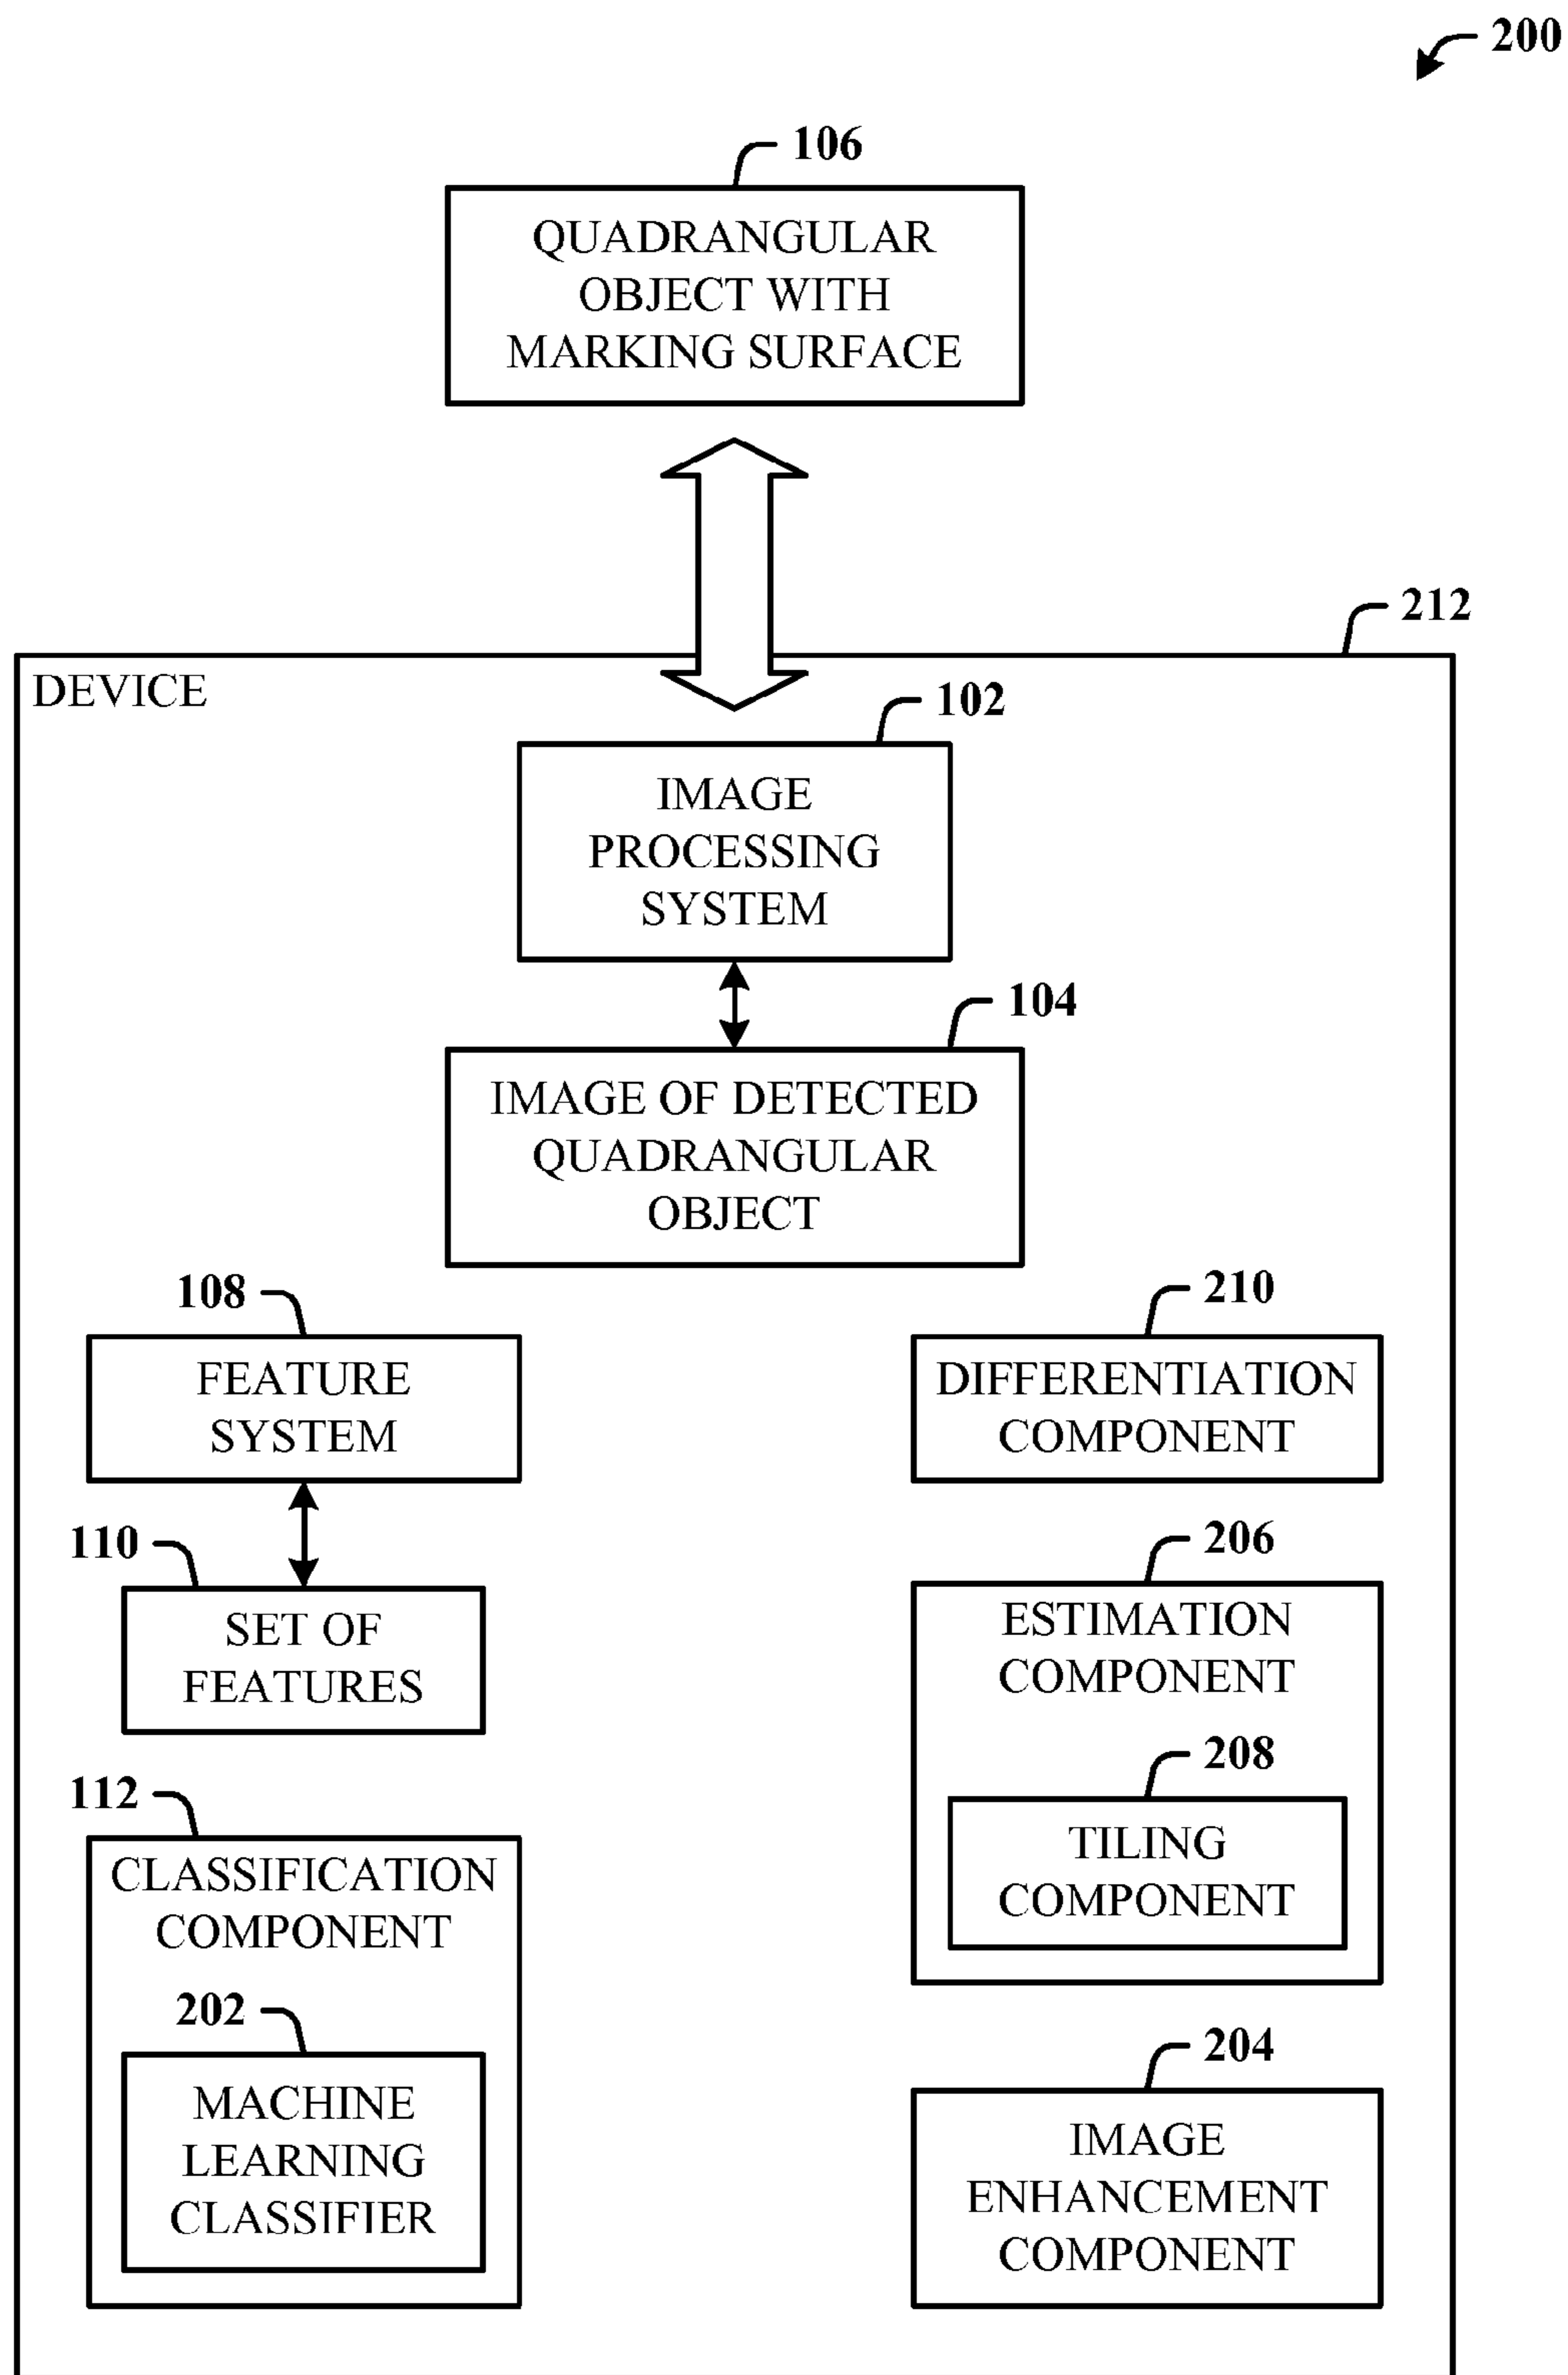 200
106
QUADRANGULAR
OBJECT WITH
MARKING SURFACE
212
DEVICE
102
IMAGE
PROCESSING
SYSTEM
104
IMAGE OF DETECTED
QUADRANGULAR
OBJECT
108
FEATURE
SYSTEM
110
SET OF
FEATURES
112
CLASSIFICATION
COMPONENT
202
MACHINE
LEARNING
CLASSIFIER
210
DIFFERENTIATION
COMPONENT
206
ESTIMATION
COMPONENT
208
TILING
COMPONENT
204
IMAGE
ENHANCEMENT
COMPONENT